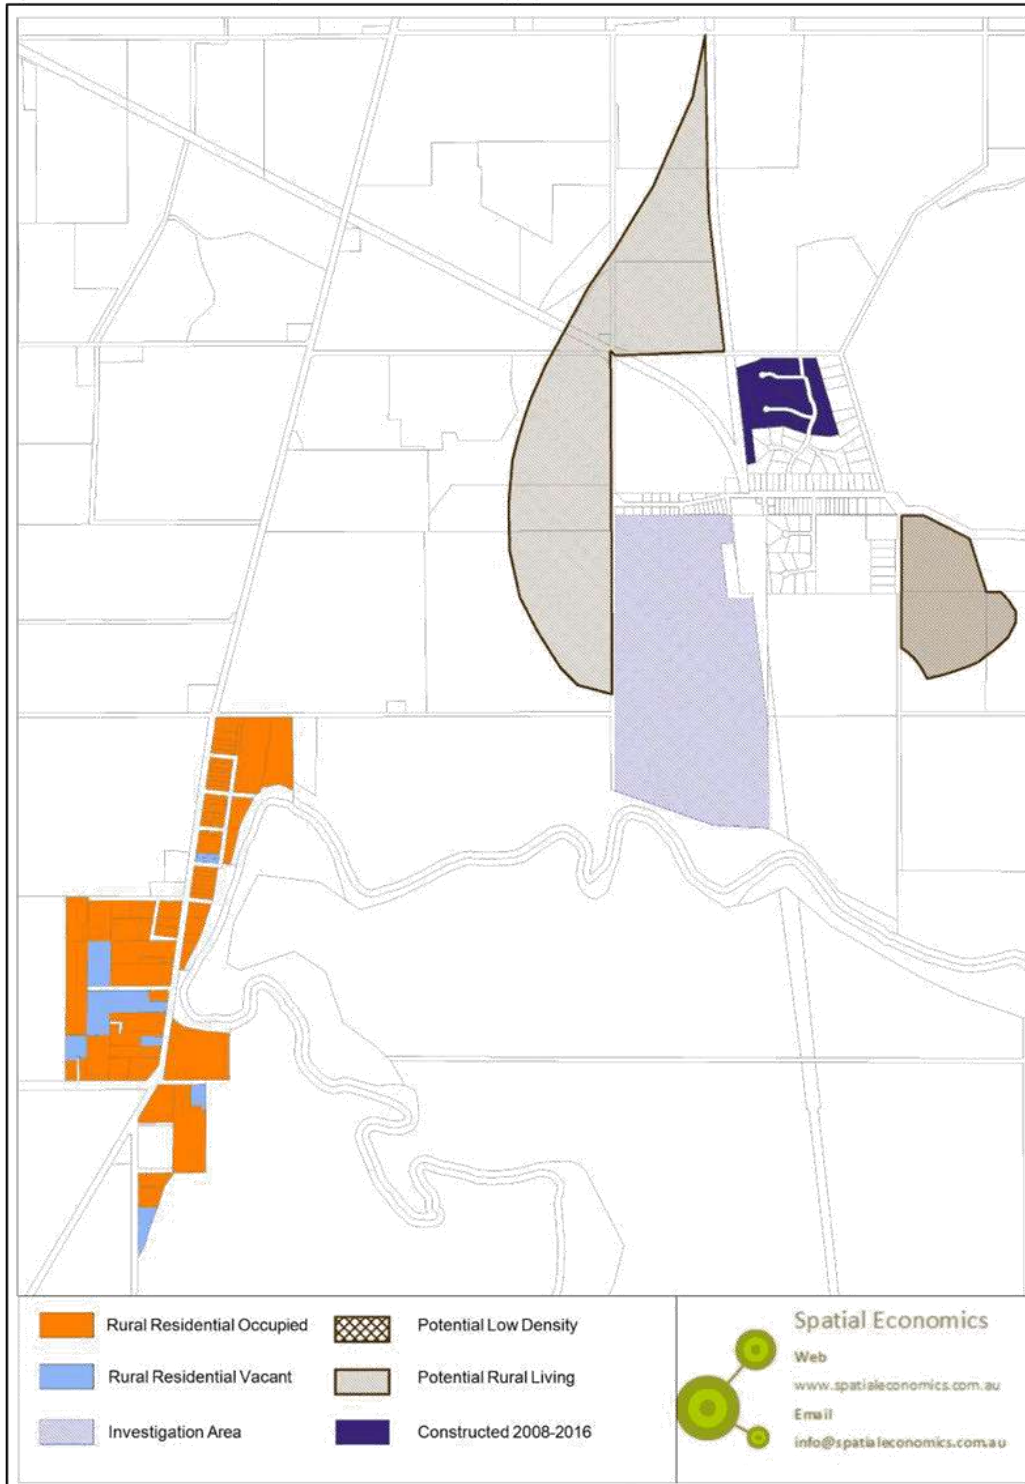 Rural Residential Occupied
Potential Low Density
Rural Residential Vacant
Potential Rural Living
Investigation Area
Constructed 2008-2016
Spatial Economics
Web
www.spatialeconomics.com.au
Email
info@spatialeconomics.com.au